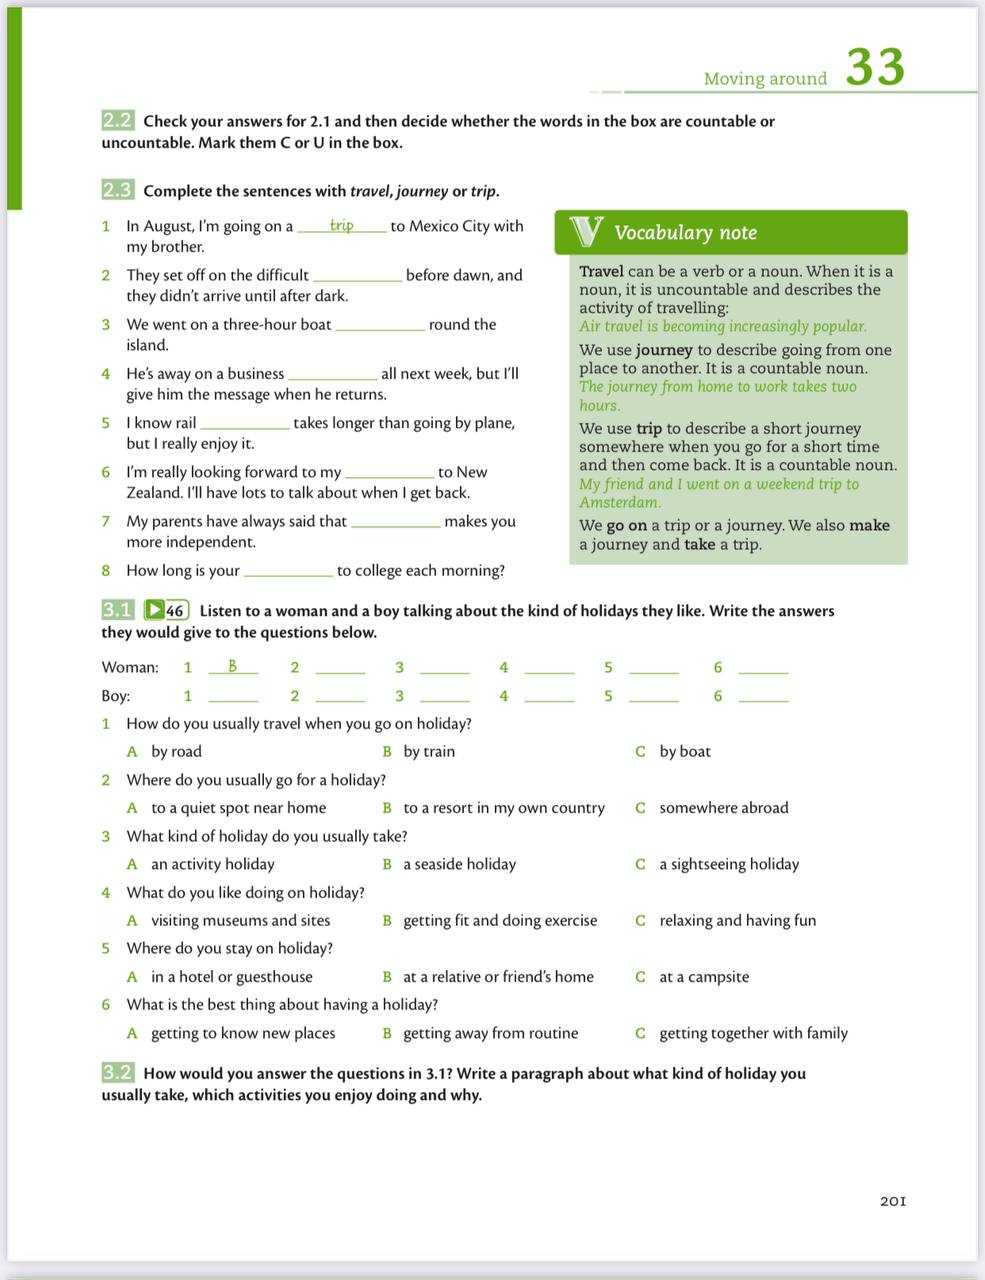 Moving around 33
2.2 Check your answers for 2.1 and then decide whether the words in the box are countable or
uncountable. Mark them C or U in the box.
2.3 Complete the sentences with travel, journey or trip.
1 In August, I'm going on a trip to Mexico City with
my brother.
2 They set off on the difficult ________ before dawn, and
they didn't arrive until after dark.
3 We went on a three-hour boat ________ round the
island.
4 He's away on a business ________ all next week, but I'll
give him the message when he returns.
5 I know rail ________ takes longer than going by plane,
but I really enjoy it.
6 I'm really looking forward to my ________ to New
Zealand. I'll have lots to talk about when I get back.
7 My parents have always said that ________ makes you
more independent.
8 How long is your ________ to college each morning?
V Vocabulary note
Travel can be a verb or a noun. When it is a
noun, it is uncountable and describes the
activity of travelling:
Air travel is becoming increasingly popular.
We use journey to describe going from one
place to another. It is a countable noun.
The journey from home to work takes two
hours.
We use trip to describe a short journey
somewhere when you go for a short time
and then come back. It is a countable noun.
My friend and I went on a weekend trip to
Amsterdam.
We go on a trip or a journey. We also make
a journey and take a trip.
3.1 46 Listen to a woman and a boy talking about the kind of holidays they like. Write the answers
they would give to the questions below.
Woman: 1 B 2 ____ 3 ____ 4 ____ 5 ____ 6 ____
Boy: 1 ____ 2 ____ 3 ____ 4 ____ 5 ____ 6 ____
1 How do you usually travel when you go on holiday?
A by road B by train C by boat
2 Where do you usually go for a holiday?
A to a quiet spot near home B to a resort in my own country C somewhere abroad
3 What kind of holiday do you usually take?
A an activity holiday B a seaside holiday C a sightseeing holiday
4 What do you like doing on holiday?
A visiting museums and sites B getting fit and doing exercise C relaxing and having fun
5 Where do you stay on holiday?
A in a hotel or guesthouse B at a relative or friend's home C at a campsite
6 What is the best thing about having a holiday?
A getting to know new places B getting away from routine C getting together with family
3.2 How would you answer the questions in 3.1? Write a paragraph about what kind of holiday you
usually take, which activities you enjoy doing and why.
201